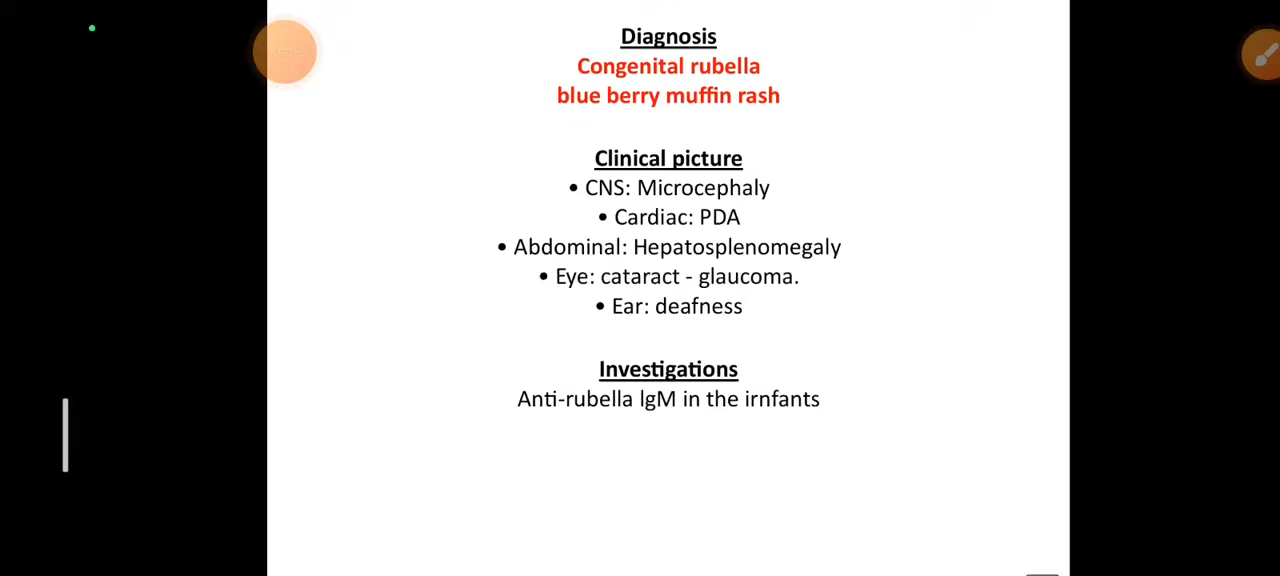 Diagnosis
Congenital rubella
blue berry muffin rash
Clinical picture
• CNS: Microcephaly
• Cardiac: PDA
• Abdominal: Hepatosplenomegaly
• Eye: cataract - glaucoma.
• Ear: deafness
Investigations
Anti-rubella lgM in the irnfants